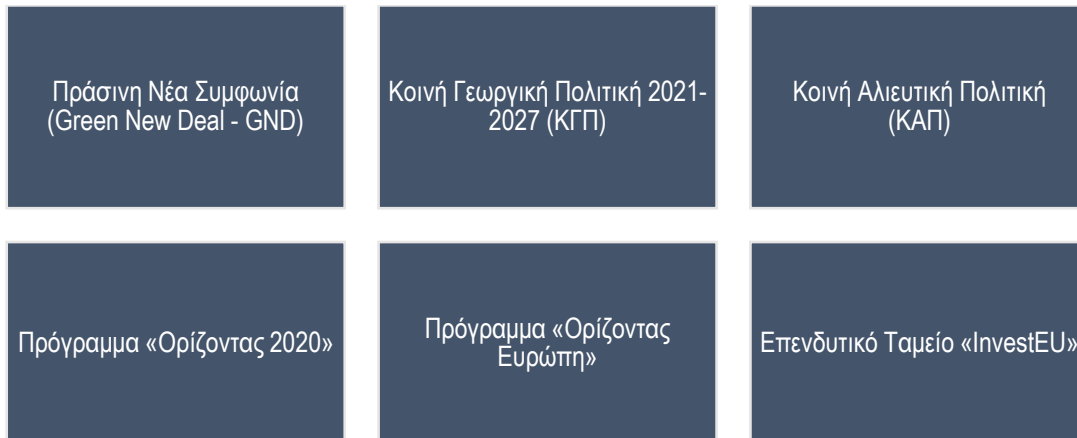 Πράσινη Νέα Συμφωνία
(Green New Deal - GND)
Κοινή Γεωργική Πολιτική 2021-
2027 (ΚΓΠ)
Κοινή Αλιευτική Πολιτική
(ΚΑΠ)
Πρόγραμμα «Ορίζοντας 2020»
Πρόγραμμα «Ορίζοντας
Ευρώπη»
Επενδυτικό Ταμείο «InvestEU»